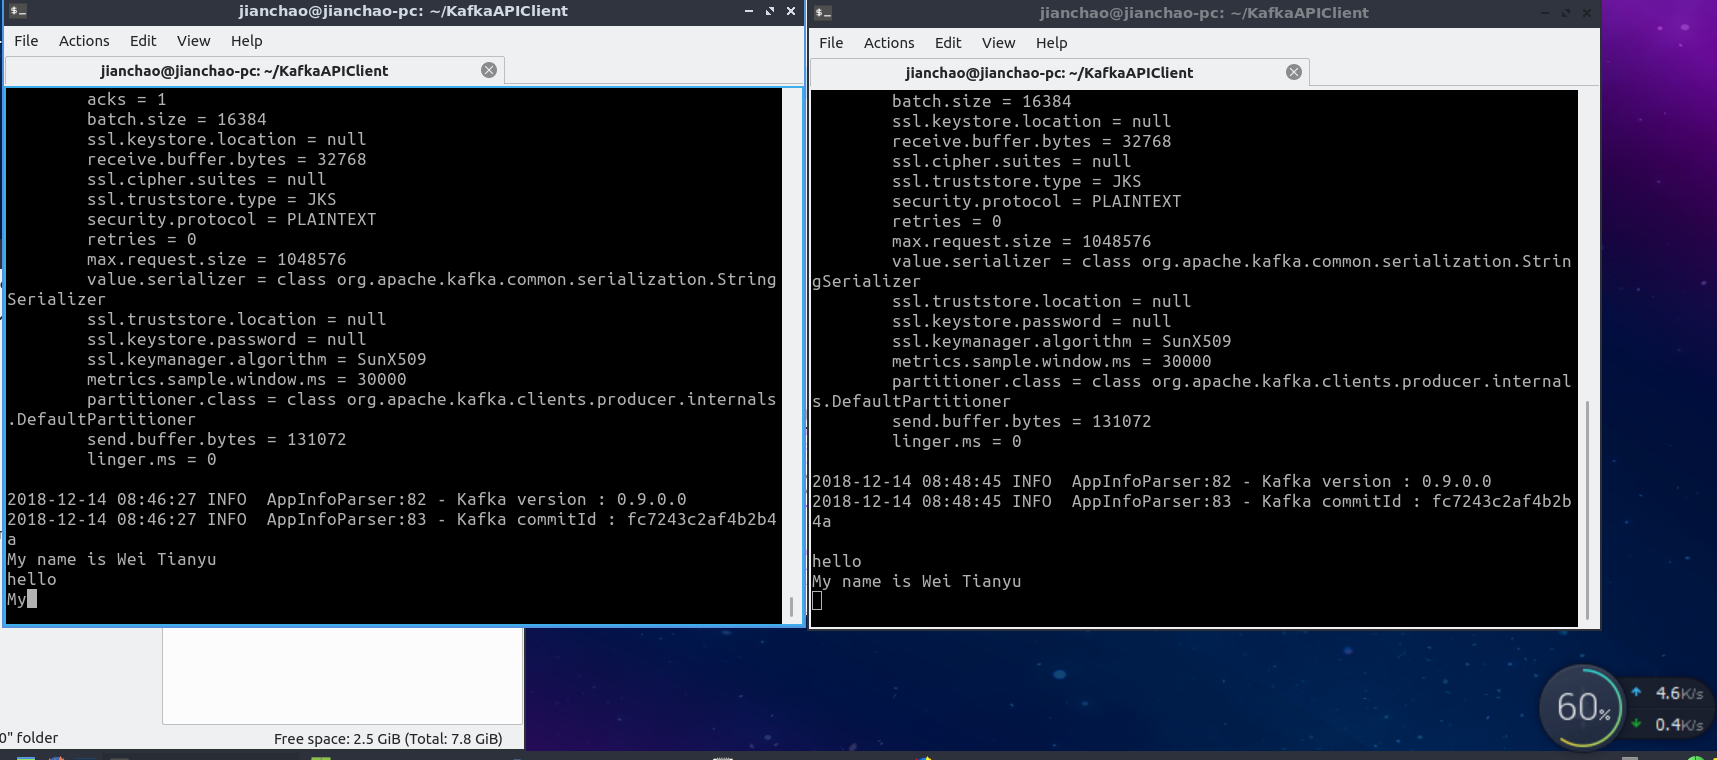 jianchao@jianchao-pc: ~/KafkaAPIClient
File Actions Edit View Help
jianchao@jianchao-pc: ~/KafkaAPIClient
acks = 1
batch.size = 16384
ssl.keystore.location = null
receive.buffer.bytes = 32768
ssl.cipher.suites = null
ssl.truststore.type = JKS
security.protocol = PLAINTEXT
retries = 0
max.request.size = 1048576
value.serializer = class org.apache.kafka.common.serialization.String
Serializer
ssl.truststore.location = null
ssl.keystore.password = null
ssl.keymanager.algorithm = SunX509
metrics.sample.window.ms = 30000
partitioner.class = class org.apache.kafka.clients.producer.internals
.DefaultPartitioner
send.buffer.bytes = 131072
linger.ms = 0
2018-12-14 08:46:27 INFO  AppInfoParser:82 - Kafka version : 0.9.0.0
2018-12-14 08:46:27 INFO  AppInfoParser:83 - Kafka commitId : fc7243c2af4b2b4
a
My name is Wei Tianyu
hello
My
jianchao@jianchao-pc: ~/KafkaAPIClient
File Actions Edit View Help
jianchao@jianchao-pc: ~/KafkaAPIClient
batch.size = 16384
ssl.keystore.location = null
receive.buffer.bytes = 32768
ssl.cipher.suites = null
ssl.truststore.type = JKS
security.protocol = PLAINTEXT
retries = 0
max.request.size = 1048576
value.serializer = class org.apache.kafka.common.serialization.Strin
gSerializer
ssl.truststore.location = null
ssl.keystore.password = null
ssl.keymanager.algorithm = SunX509
metrics.sample.window.ms = 30000
partitioner.class = class org.apache.kafka.clients.producer.internal
s.DefaultPartitioner
send.buffer.bytes = 131072
linger.ms = 0
2018-12-14 08:48:45 INFO  AppInfoParser:82 - Kafka version : 0.9.0.0
2018-12-14 08:48:45 INFO  AppInfoParser:83 - Kafka commitId : fc7243c2af4b2b
4a
hello
My name is Wei Tianyu
0" folder
Free space: 2.5 GiB (Total: 7.8 GiB)
60%
4.6K/s
0.4K/s